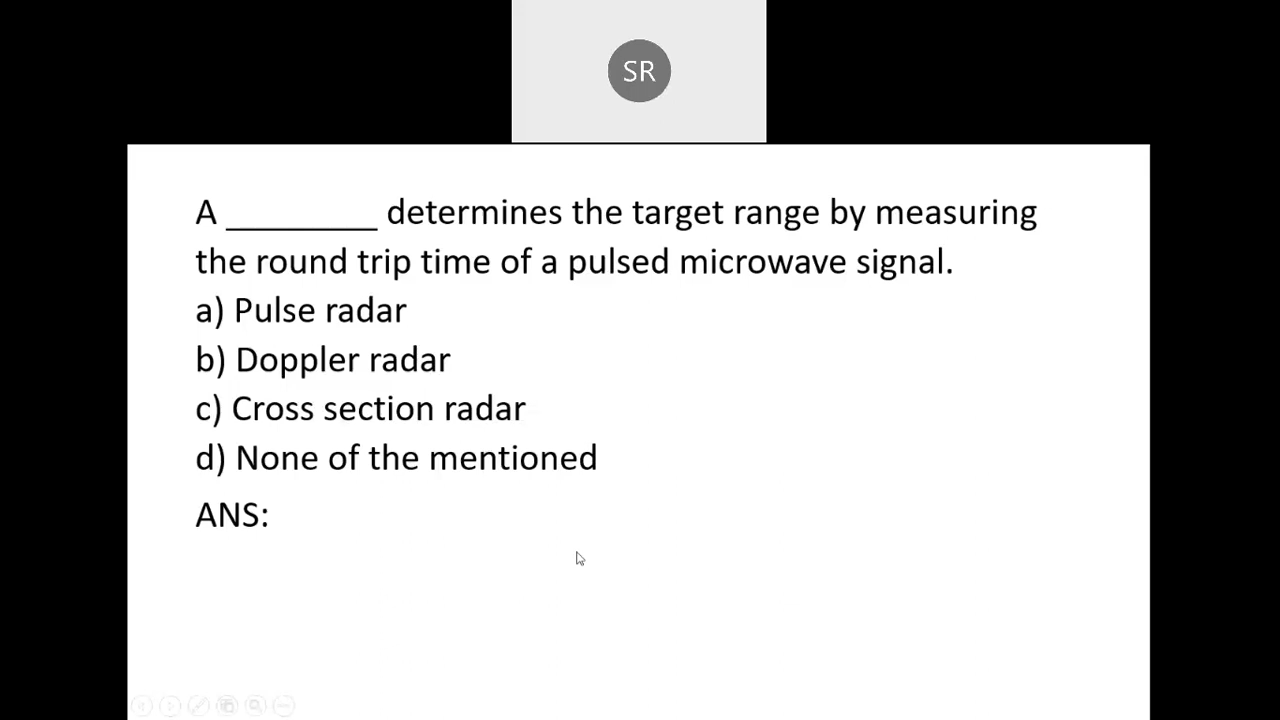 SR
A ________ determines the target range by measuring
the round trip time of a pulsed microwave signal.
a) Pulse radar
b) Doppler radar
c) Cross section radar
d) None of the mentioned
ANS: